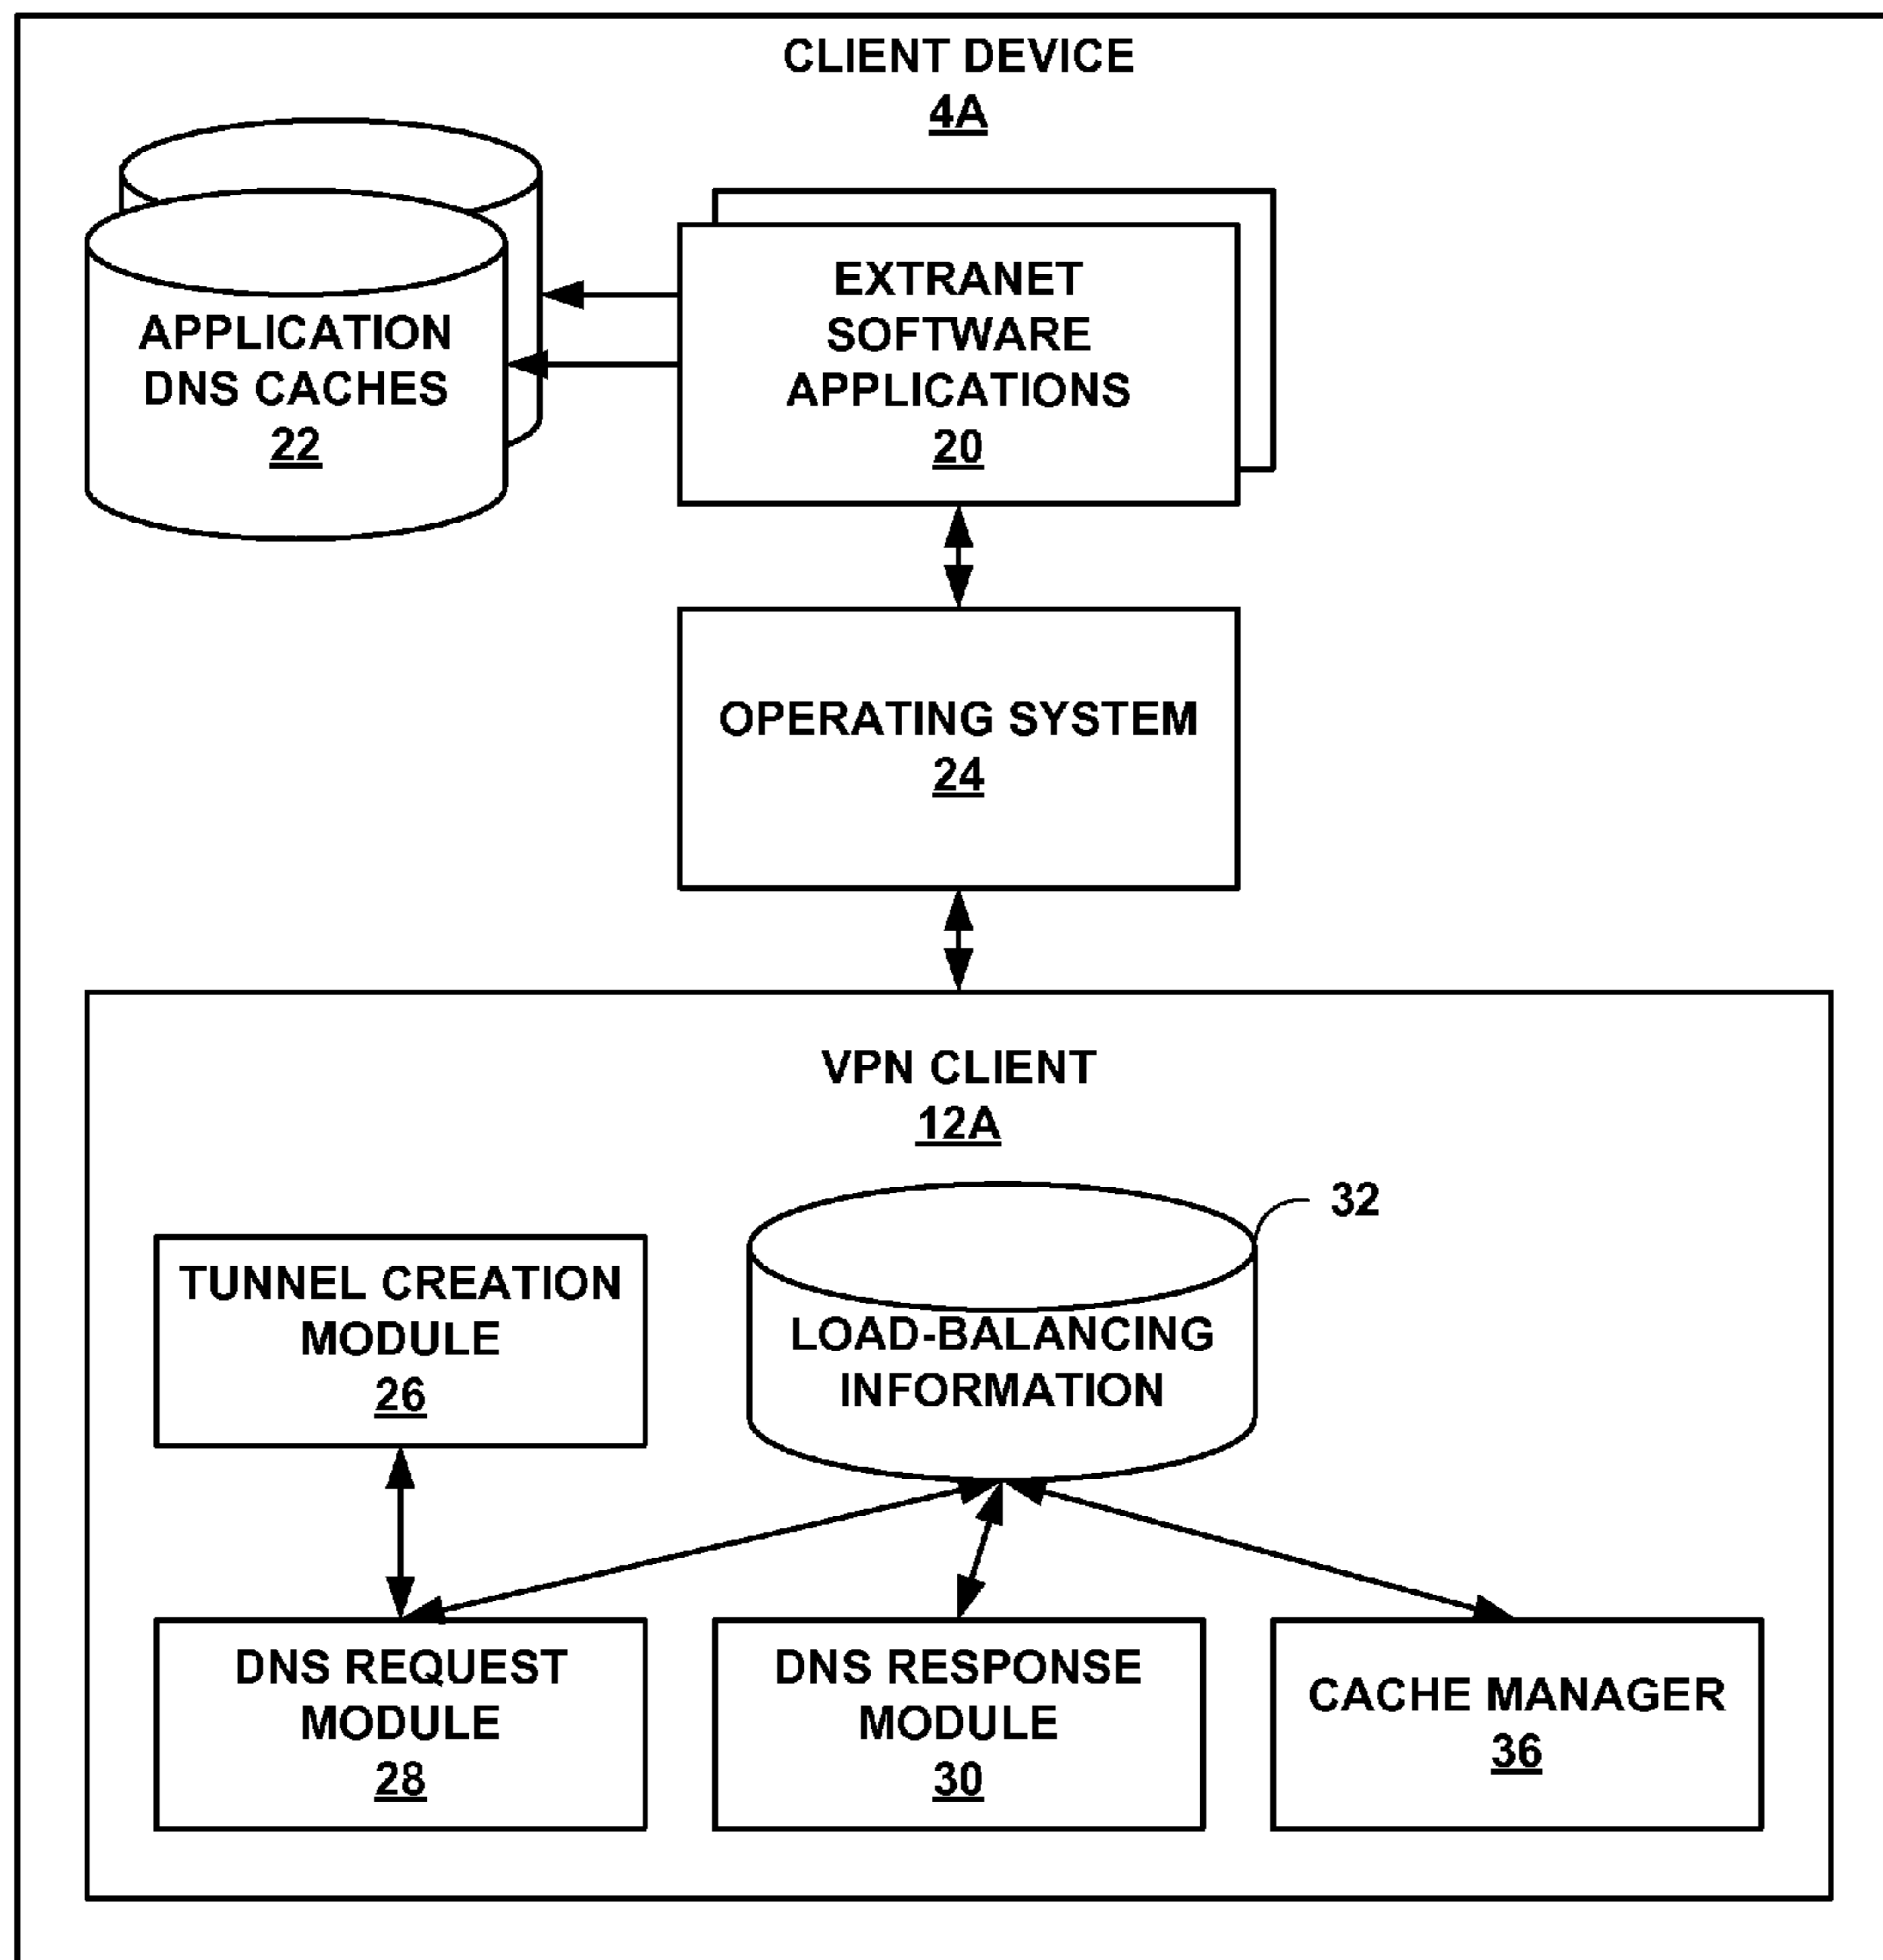 CLIENT DEVICE
4A
APPLICATION
DNS CACHES
22
EXTRANET
SOFTWARE
APPLICATIONS
20
OPERATING SYSTEM
24
VPN CLIENT
12A
32
TUNNEL CREATION
MODULE
26
LOAD-BALANCING
INFORMATION
DNS REQUEST
MODULE
28
DNS RESPONSE
MODULE
30
CACHE MANAGER
36